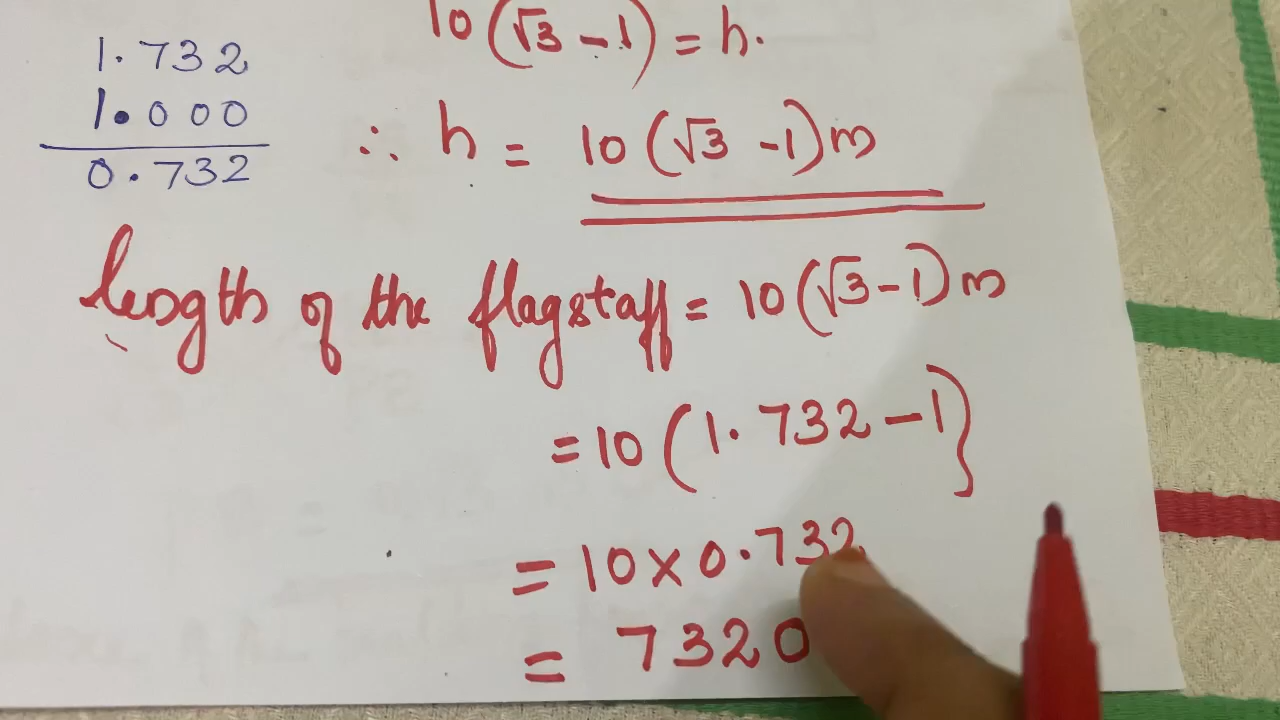 10(√3 - 1) = h.
1.732
1.000
0.732
∴ h = 10(√3 - 1)m
length of the flagstaff = 10(√3 - 1)m
= 10(1.732 - 1}
= 10 × 0.732
= 7320